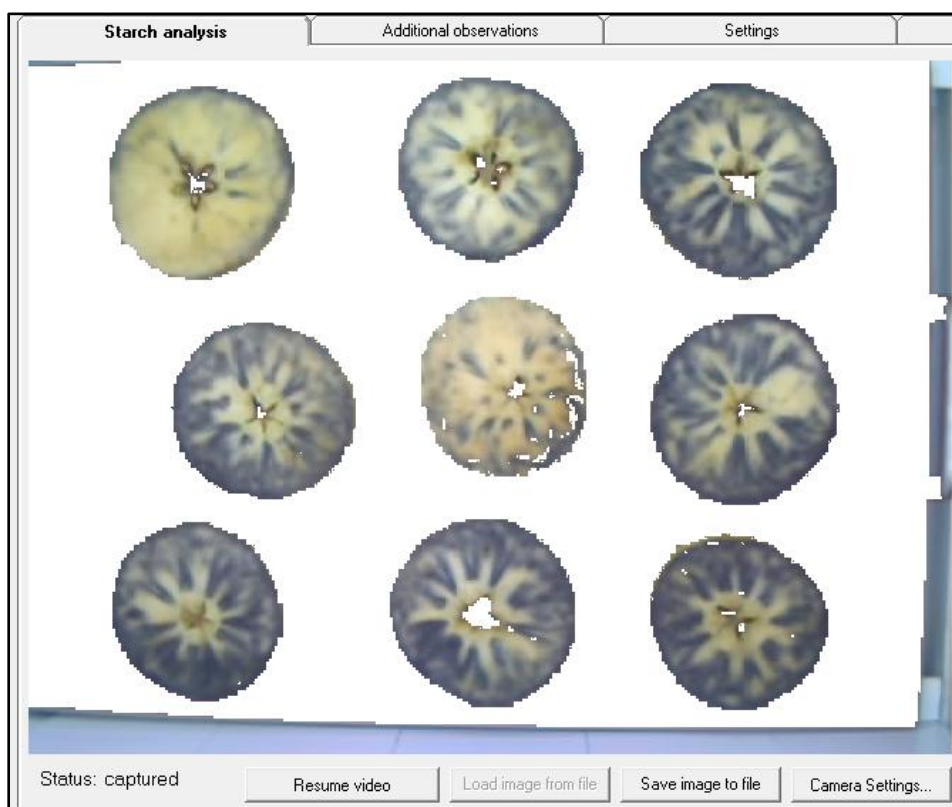 Starch analysis
Additional observations
Settings
Status: captured
Resume video
Load image from file
Save image to file
Camera Settings...